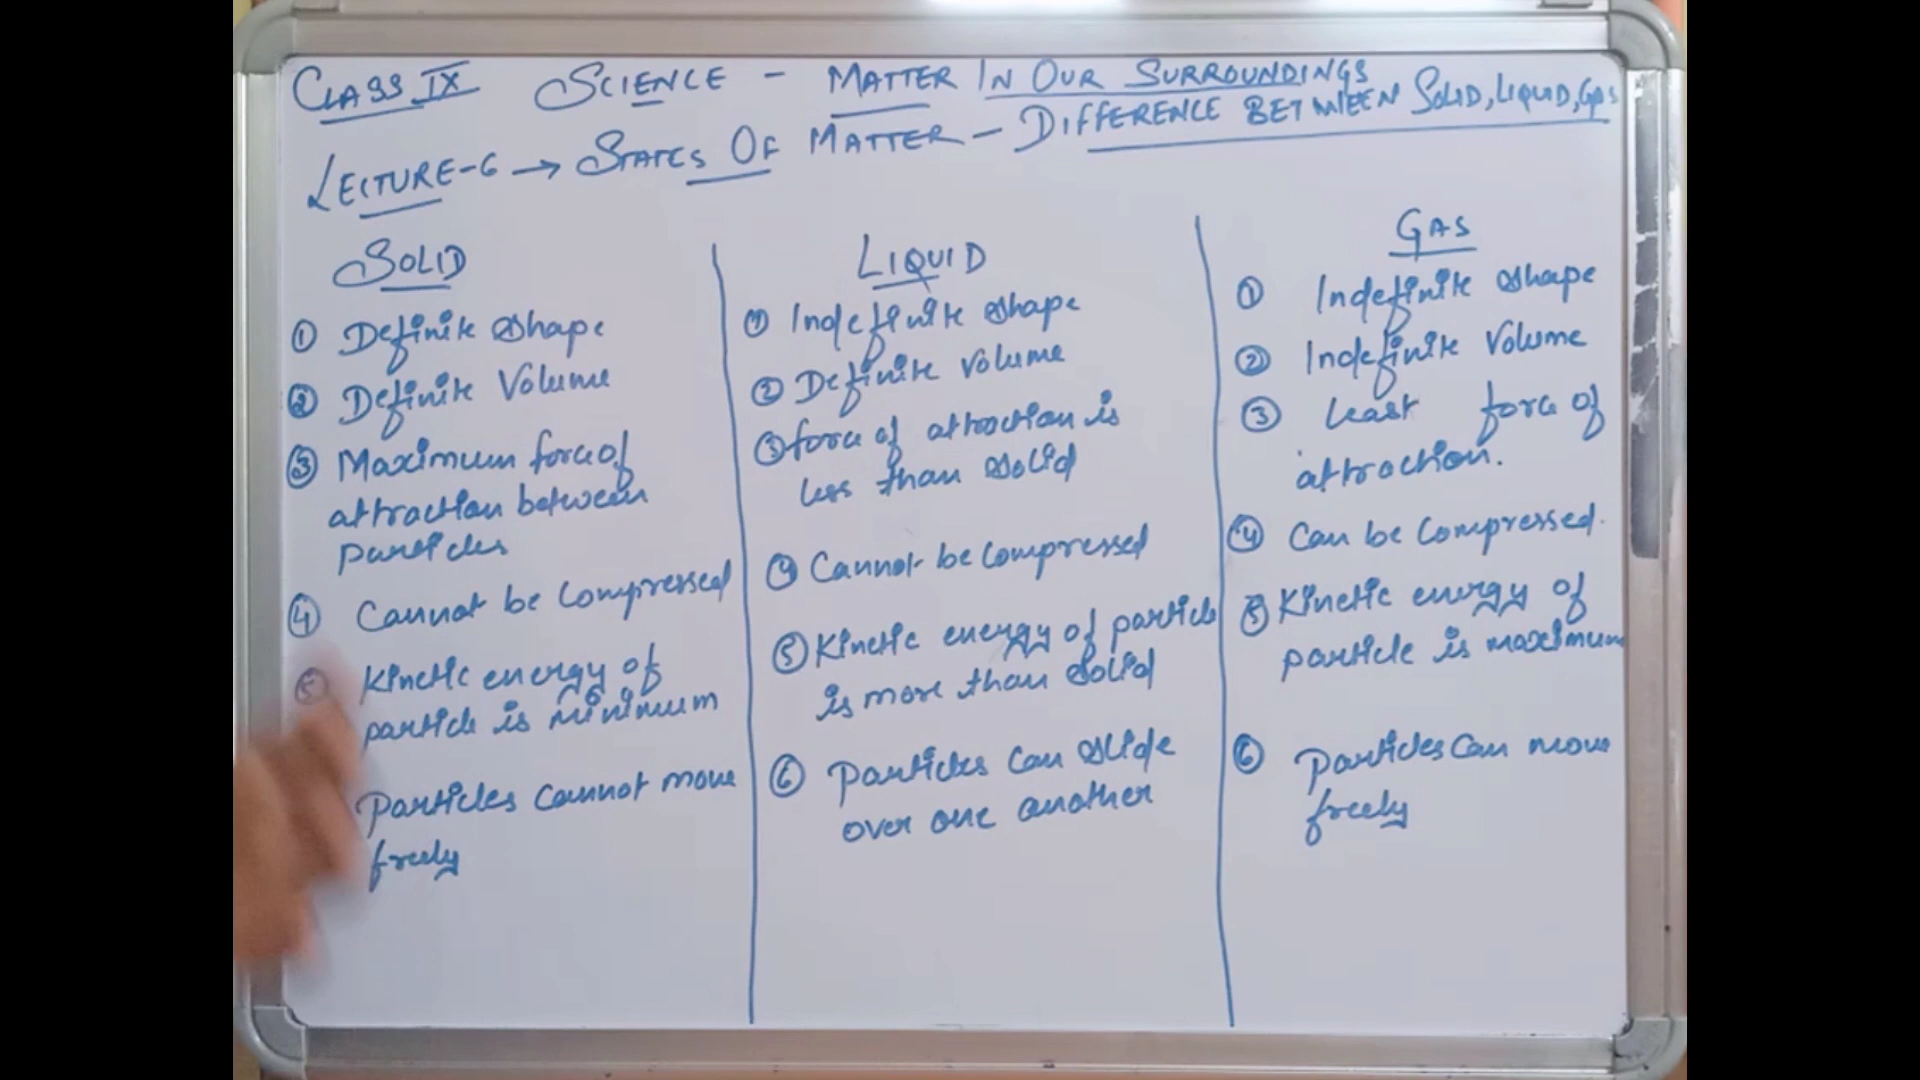 CLASS IX SCIENCE - MATTER IN OUR SURROUNDINGS
LECTURE-6 → STATES OF MATTER - DIFFERENCE BETWEEN SOLID, LIQUID, GAS
SOLID
① Definite shape
② Definite Volume
③ Maximum force of
attraction between
particles
④ Cannot be compressed
⑤ Kinetic energy of
particle is minimum
Particles cannot move
freely
LIQUID
① Indefinite shape
② Definite volume
③ force of attraction is
less than solid
④ Cannot be compressed
⑤ Kinetic energy of particle
is more than solid
⑥ Particles can slide
over one another
GAS
① Indefinite shape
② Indefinite Volume
③ least force of
attraction.
④ Can be compressed.
⑤ Kinetic energy of
particle is maximum
⑥ Particles can move
freely